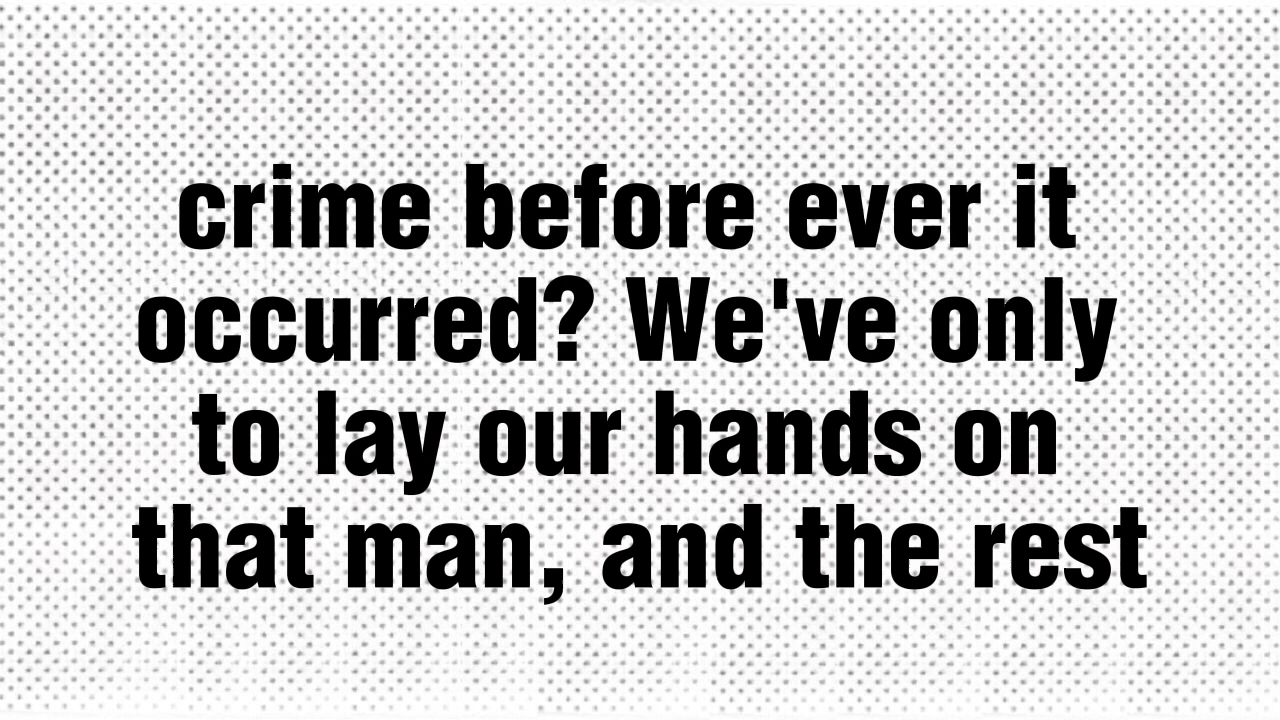 crime before ever it
occurred? We've only
to lay our hands on
that man, and the rest